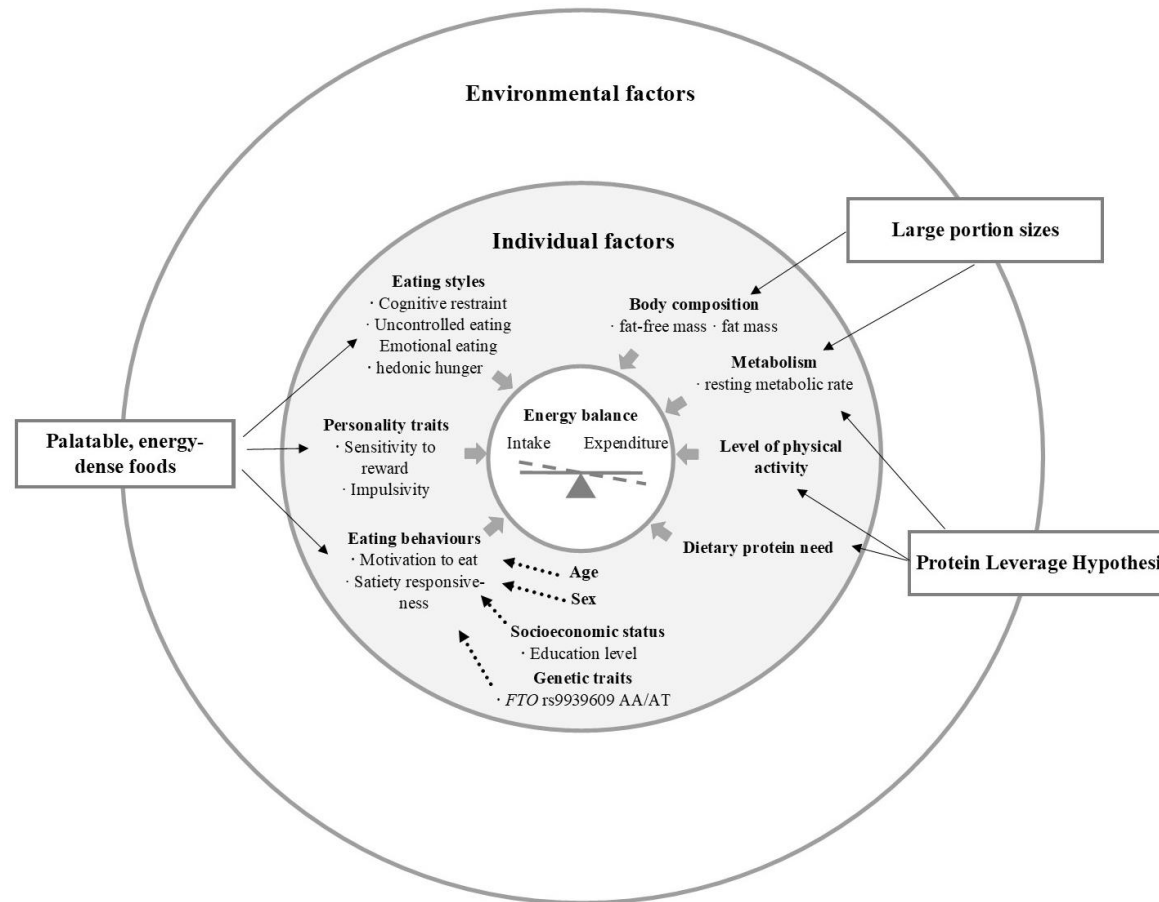 Environmental factors
Large portion sizes
Individual factors
Eating styles
· Cognitive restraint
· Uncontrolled eating
Emotional eating
· hedonic hunger
Body composition
· fat-free mass · fat mass
Metabolism
· resting metabolic rate
Energy balance
Intake Expenditure
Palatable, energy-
dense foods
Personality traits
· Sensitivity to
reward
· Impulsivity
Level of physical
activity
Eating behaviours
· Motivation to eat
· Satiety responsive-
ness
Dietary protein need
Protein Leverage Hypothesi
Age
Sex
Socioeconomic status
· Education level
Genetic traits
· FTO rs9939609 AA/AT